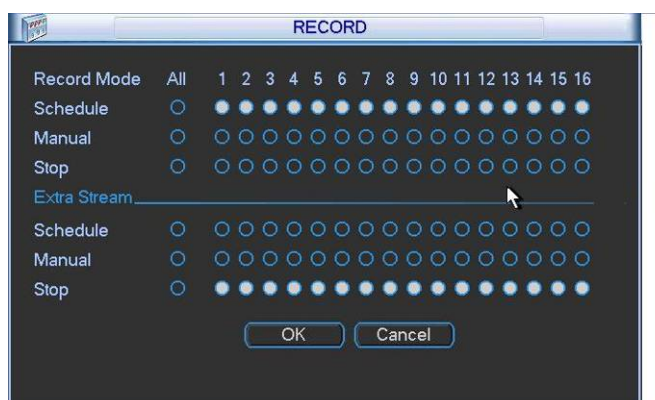 RECORD
Record Mode All 1 2 3 4 5 6 7 8 9 10 11 12 13 14 15 16
Schedule
Manual
Stop
Extra Stream
Schedule
Manual
Stop
OK Cancel